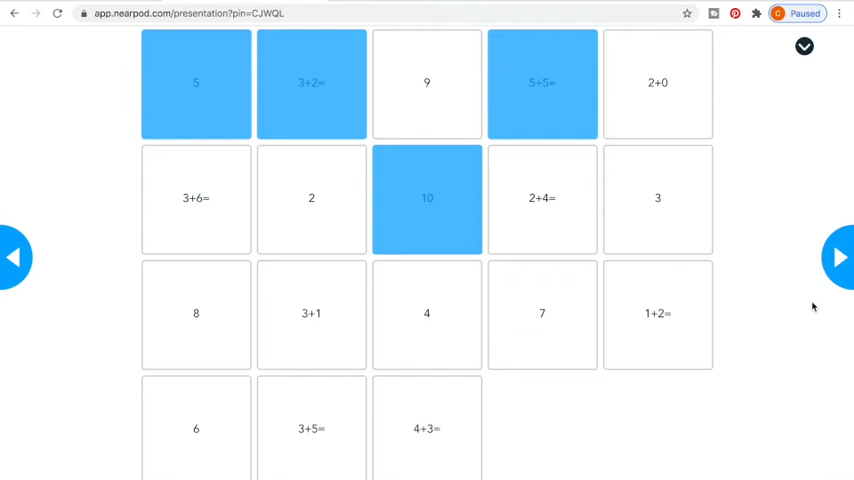 app.nearpod.com/presentation?pin=CJWQL
C Paused
5 3+2= 9 5+5= 2+0
3+6= 2 10 2+4= 3
8 3+1 4 7 1+2=
6 3+5= 4+3=